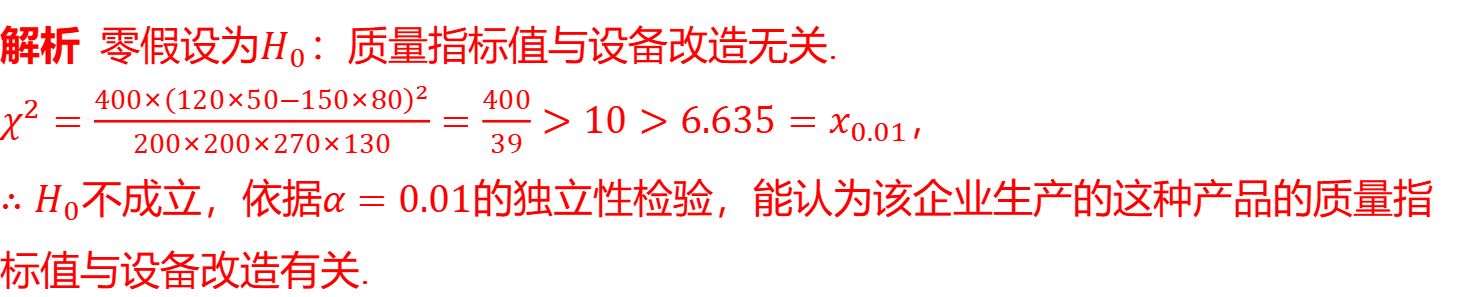 解析 零假设为𝐻₀：质量指标值与设备改造无关.
𝜒² = 400×(120×50−150×80)²/200×200×270×130 = 400/39 > 10 > 6.635 = 𝑥₀.₀₁，
∴ 𝐻₀不成立，依据𝛼 = 0.01的独立性检验，能认为该企业生产的这种产品的质量指
标值与设备改造有关.